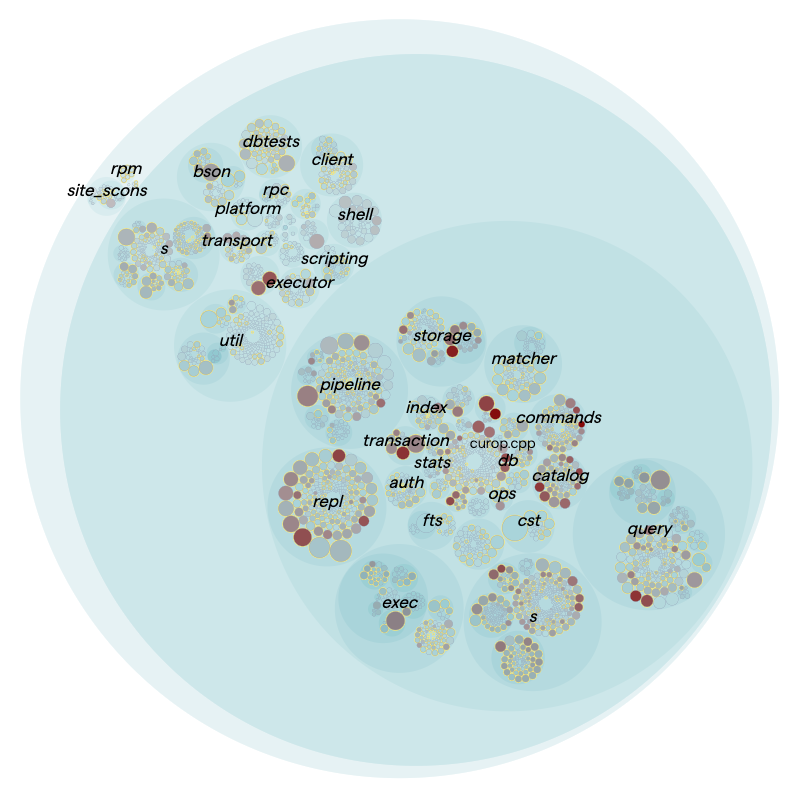 dbtests
client
rpm
bson
site_scons
rpc
platform
shell
transport
s
scripting
executor
storage
util
matcher
pipeline
index
commands
transaction
curop.cpp
stats
db
catalog
auth
ops
repl
fts
cst
query
exec
s